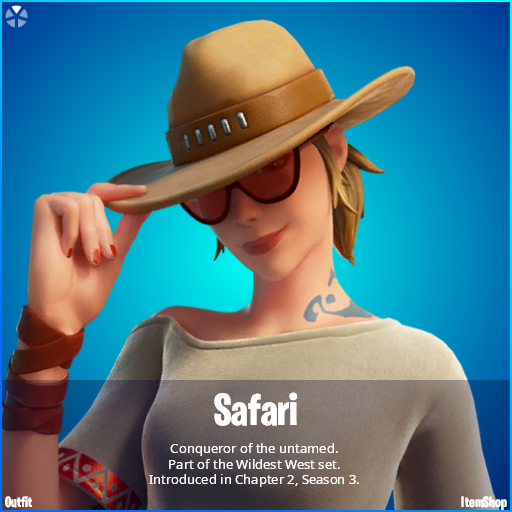 Safari
Conqueror of the untamed.
Part of the Wildest West set.
Introduced in Chapter 2, Season 3.
Outfit
ItemShop